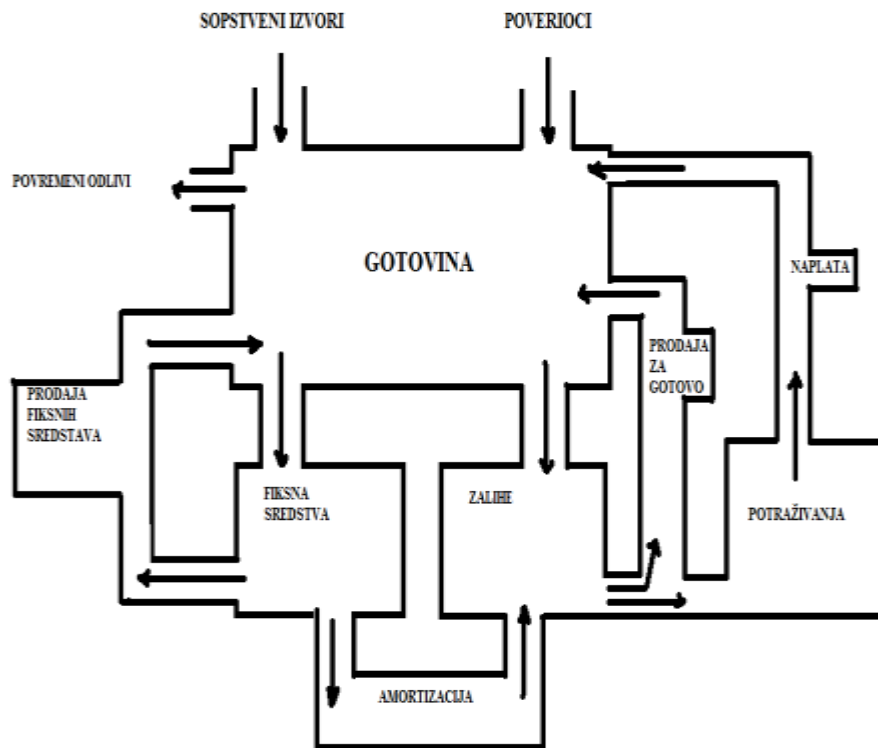 SOPSTVENI IZVORI
POVERIOCI
POVREMENI ODLIVI
GOTOVINA
NAPLATA
PRODAJA
ZA
GOTOVO
PRODAJA
FIKSNIH
SREDSTAVA
FIKSNA
SREDSTVA
ZALIHE
POTRAŽIVANJA
AMORTIZACIJA